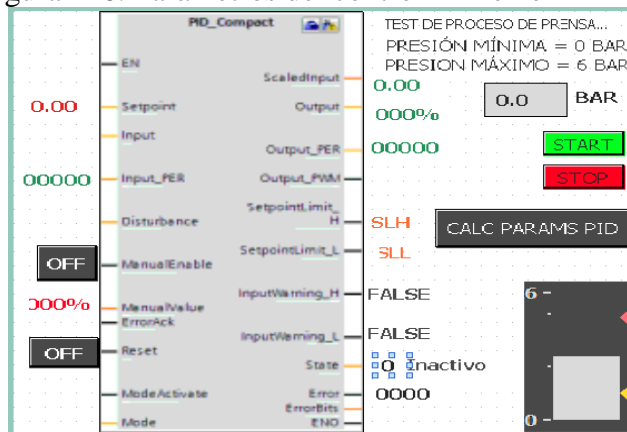 PID_Compact
TEST DE PROCESO DE PRENSA...
PRESIÓN MÍNIMA = 0 BAR
PRESION MÁXIMO = 6 BAR
EN
ScaledInput
0.00
0.00
Setpoint
Output
000%
0.0
BAR
Input
Output_PER
00000
START
00000
Input_PER
Output_PWM
STOP
SetpointLimit_
H
SLH
Disturbance
CALC PARAMS PID
SetpointLimit_L
SLL
OFF
ManualEnable
InputWarning_H
FALSE
6
000%
ManualValue
ErrorAck
InputWarning_L
FALSE
OFF
Reset
State
0
Inactivo
ModeActivate
Error
0000
ErrorBits
Mode
ENO
0